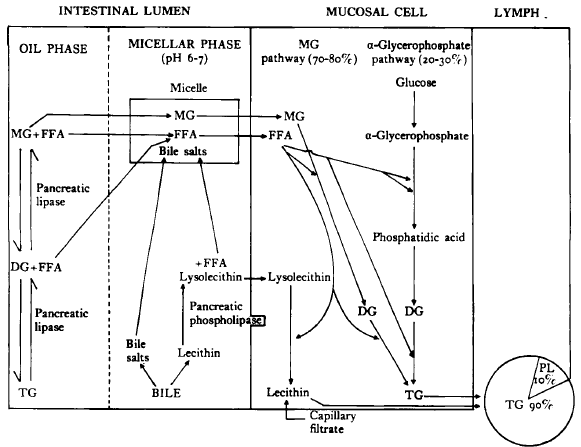 INTESTINAL LUMEN
MUCOSAL CELL
LYMPH .
OIL PHASE
MICELLAR PHASE
(pH 6-7)
MG
pathway (70-80%)
α-Glycerophosphate
pathway (20-30%)
Micelle
Glucose
MG
MG
MG+FFA
FFA
FFA
α-Glycerophosphate
Bile salts
Pancreatic
lipase
Phosphatidic acid
DG+FFA
+FFA
Lysolecithin
Lysolecithin
Pancreatic
lipase
Pancreatic
phospholipase
DG
DG
Bile
salts
Lecithin
TG
BILE
Lecithin
TG
PL
10%
TG 90%
Capillary
filtrate